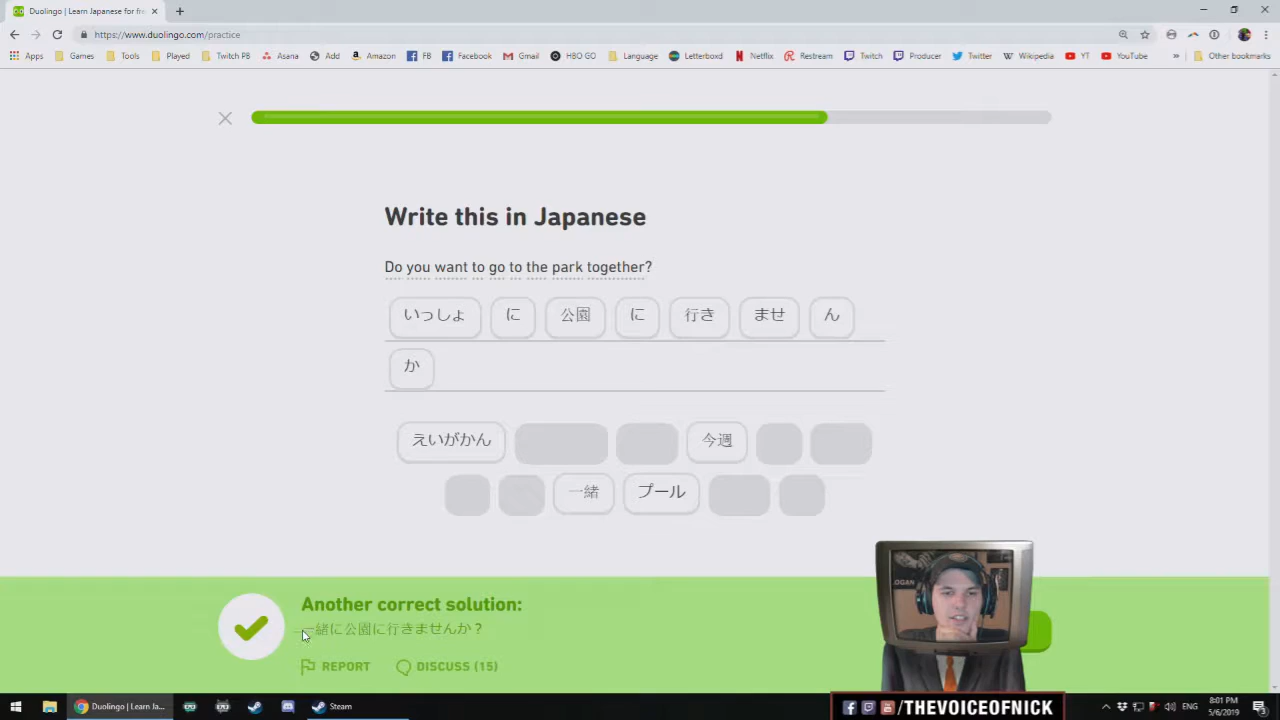 Duolingo | Learn Japanese for fre
https://www.duolingo.com/practice
Apps Games Tools Played Twitch PB Asana Add Amazon FB Facebook Gmail HBO GO Language Letterboxd Netflix Restream Twitch Producer Twitter Wikipedia YT YouTube » Other bookmarks
Write this in Japanese
Do you want to go to the park together?
いっしょ に 公園 に 行き ませ ん
か
えいがかん 今週
一緒 プール
Another correct solution:
一緒に公園に行きませんか？
REPORT DISCUSS (15)
OGAN
Duolingo | Learn Ja... Steam ENG 8:01 PM
5/6/2019
/THEVOICEOFNICK